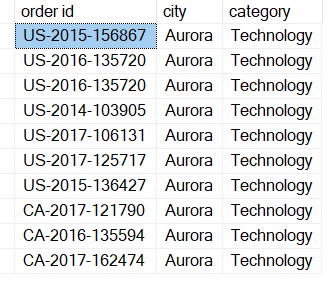 order id city category
US-2015-156867 Aurora Technology
US-2016-135720 Aurora Technology
US-2016-135720 Aurora Technology
US-2014-103905 Aurora Technology
US-2017-106131 Aurora Technology
US-2017-125717 Aurora Technology
US-2015-136427 Aurora Technology
CA-2017-121790 Aurora Technology
CA-2016-135594 Aurora Technology
CA-2017-162474 Aurora Technology